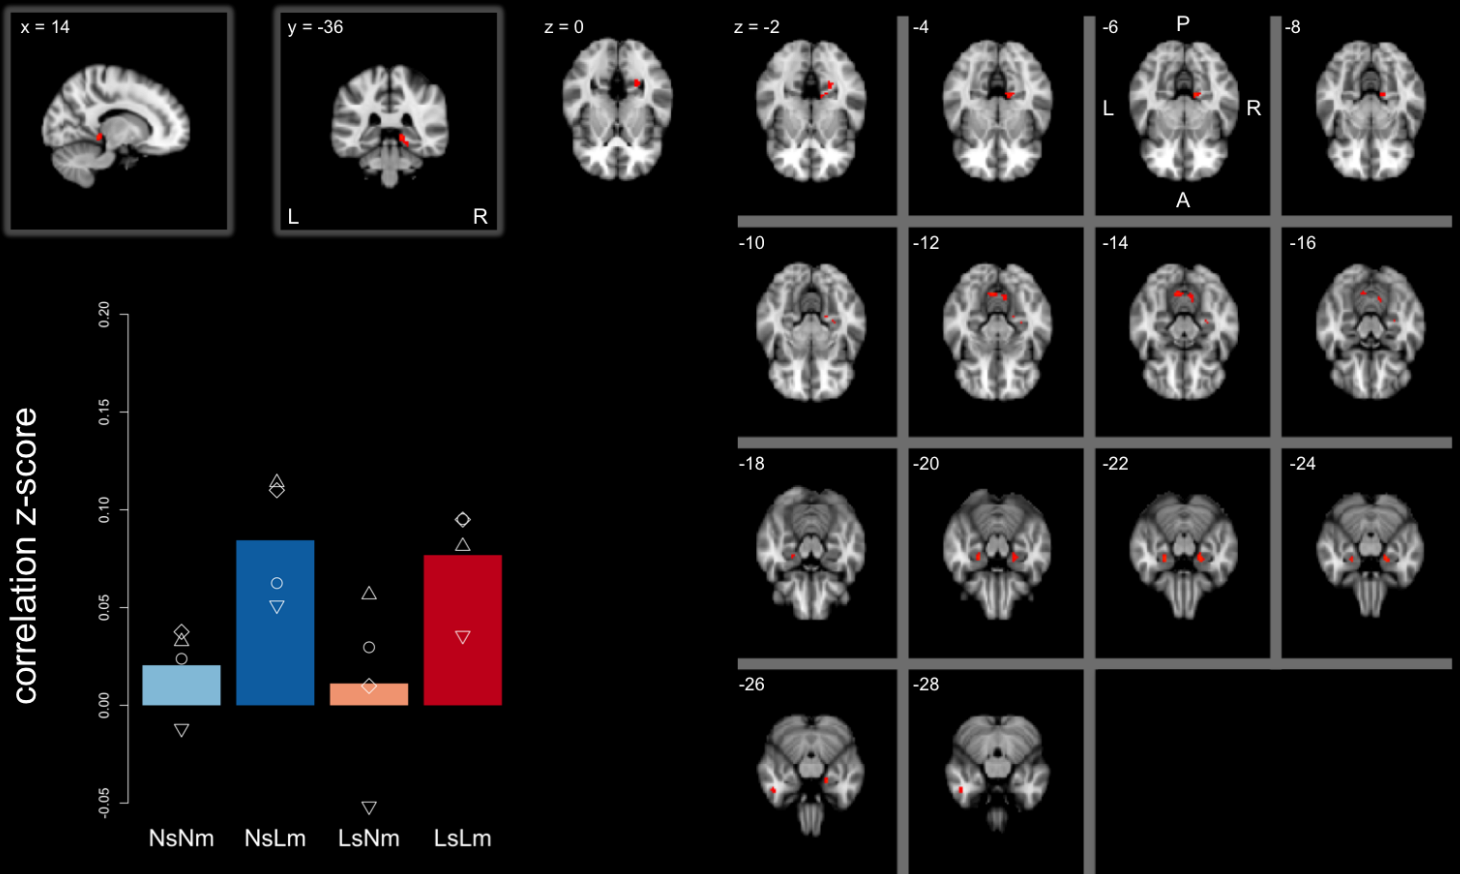 x = 14
y = -36
L
R
z = 0
z = -2
-4
-6
P
L
R
A
-8
-10
-12
-14
-16
-18
-20
-22
-24
-26
-28
correlation z-score
0.20
0.15
0.10
0.05
0.00
-0.05
NsNm
NsLm
LsNm
LsLm